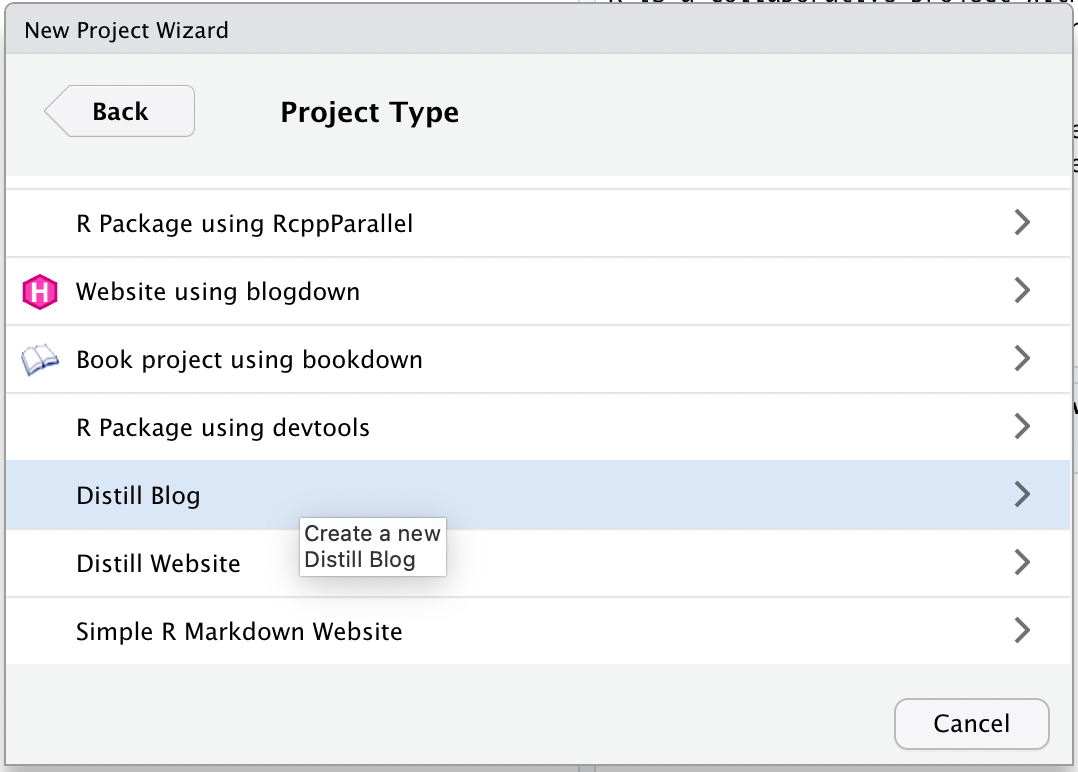 New Project Wizard
Back
Project Type
R Package using RcppParallel
H
Website using blogdown
Book project using bookdown
R Package using devtools
Distill Blog
Create a new
Distill Blog
Distill Website
Simple R Markdown Website
Cancel